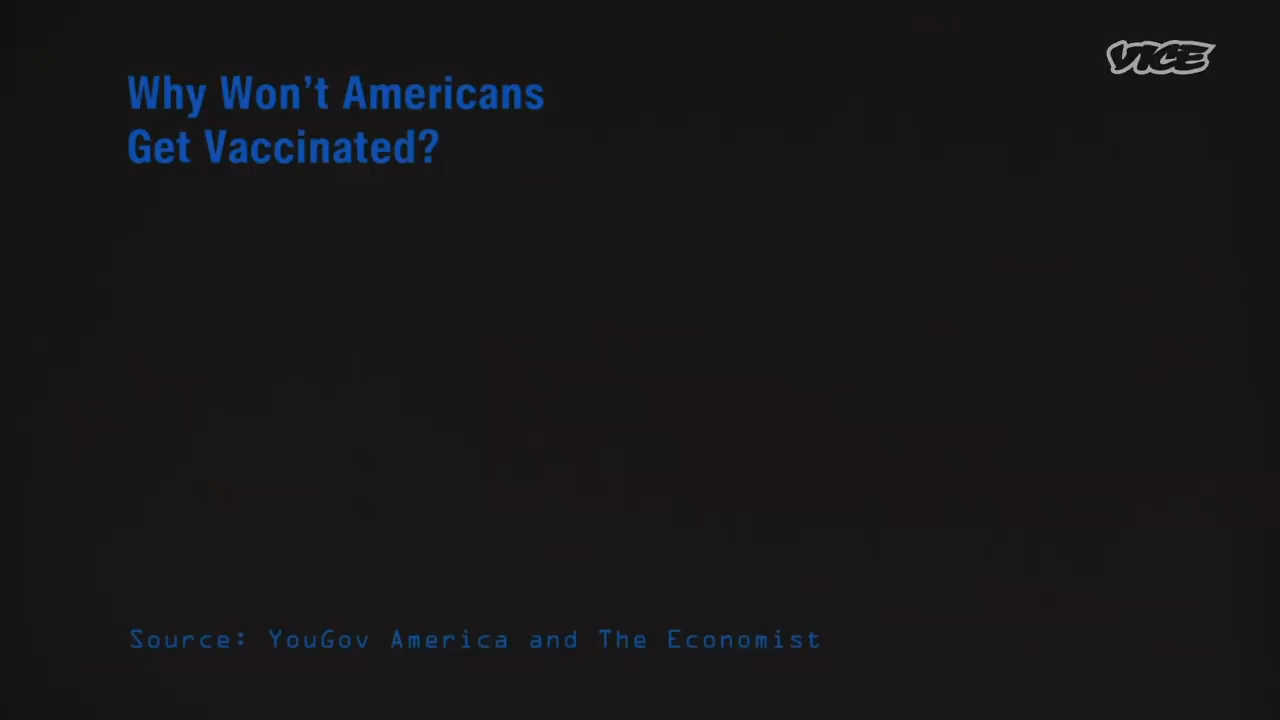 VICE
Why Won’t Americans
Get Vaccinated?
Source: YouGov America and The Economist